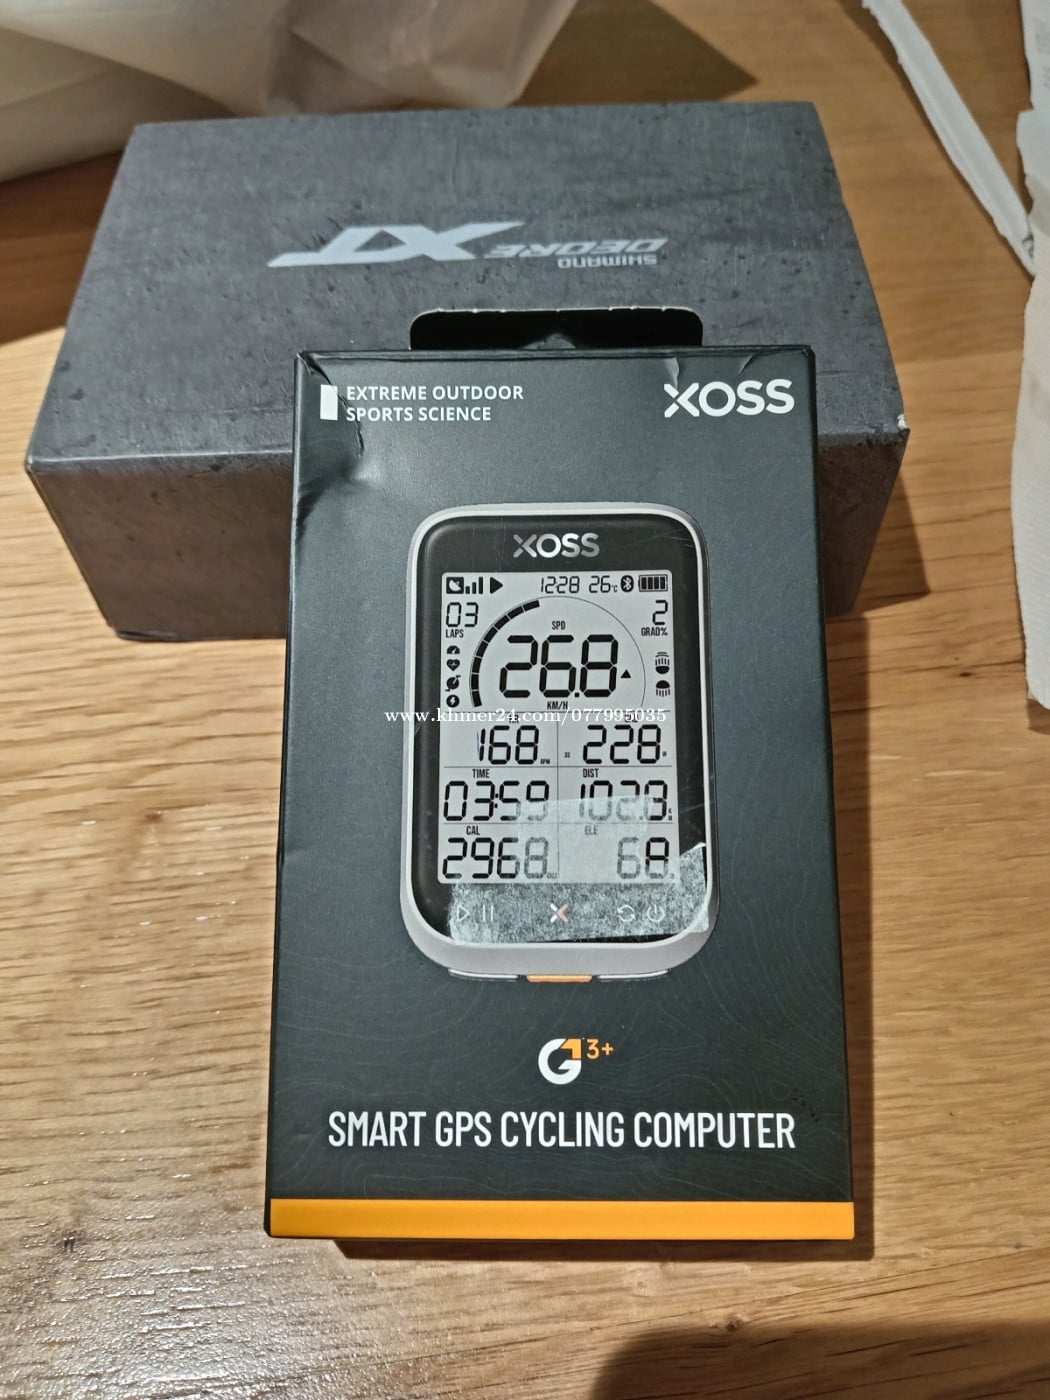 SHIMANO
DEORE XT
EXTREME OUTDOOR
SPORTS SCIENCE
XOSS
XOSS
12:28 26°C
03
LAPS
SPD
2
GRAD%
26.8
KM/H
www.khmer24.com/077995035
168 BPM
228
TIME
DIST
03:59
102.3
CAL
ELE
2968
68
G 3+
SMART GPS CYCLING COMPUTER